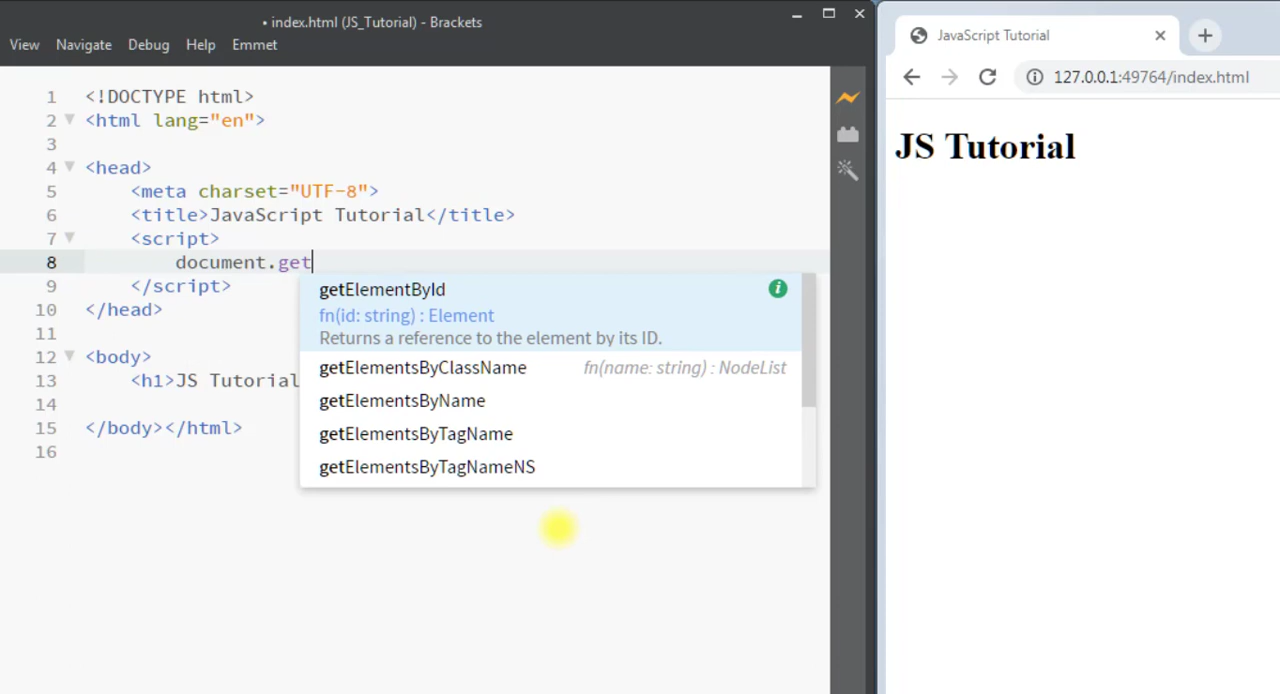 • index.html (JS_Tutorial) - Brackets
View Navigate Debug Help Emmet
1 <!DOCTYPE html>
2 <html lang="en">
3
4 <head>
5 <meta charset="UTF-8">
6 <title>JavaScript Tutorial</title>
7 <script>
8 document.get
9 </script>
10 </head>
11
12 <body>
13 <h1>JS Tutorial
14
15 </body></html>
16
getElementById
fn(id: string) : Element
Returns a reference to the element by its ID.
getElementsByClassName fn(name: string) : NodeList
getElementsByName
getElementsByTagName
getElementsByTagNameNS
JavaScript Tutorial
127.0.0.1:49764/index.html
JS Tutorial